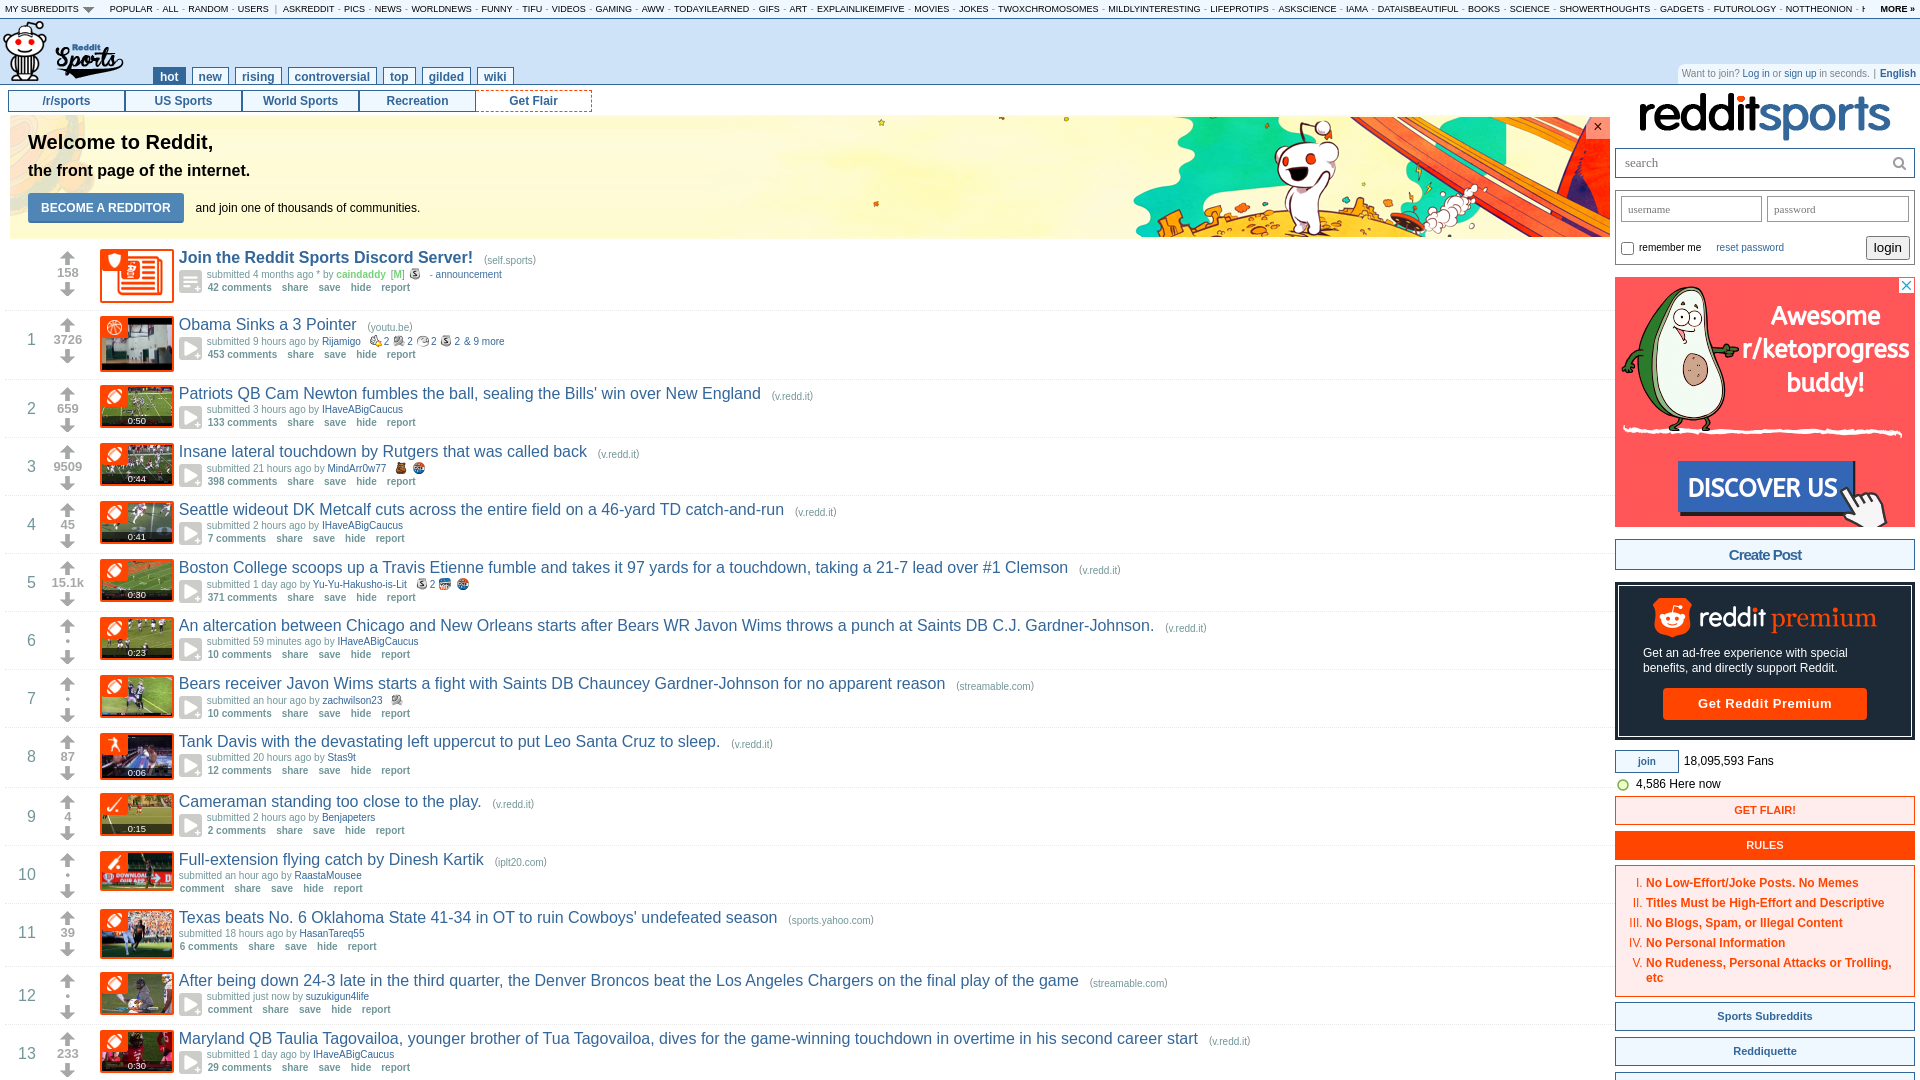 MY SUBREDDITS POPULAR - ALL - RANDOM - USERS | ASKREDDIT - PICS - NEWS - WORLDNEWS - FUNNY - TIFU - VIDEOS - GAMING - AWW - TODAYILEARNED - GIFS - ART - EXPLAINLIKEIMFIVE - MOVIES - JOKES - TWOXCHROMOSOMES - MILDLYINTERESTING - LIFEPROTIPS - ASKSCIENCE - IAMA - DATAISBEAUTIFUL - BOOKS - SCIENCE - SHOWERTHOUGHTS - GADGETS - FUTUROLOGY - NOTTHEONION - MORE »
Reddit
Sports
hot new rising controversial top gilded wiki
Want to join? Log in or sign up in seconds. | English
/r/sports US Sports World Sports Recreation Get Flair
redditsports
Welcome to Reddit,
the front page of the internet.
BECOME A REDDITOR and join one of thousands of communities.
×
search
username password
remember me reset password login
158
Join the Reddit Sports Discord Server! (self.sports)
submitted 4 months ago * by caindaddy [M] - announcement
42 comments share save hide report
1 3726
Obama Sinks a 3 Pointer (youtu.be)
submitted 9 hours ago by Rijamigo 2 2 2 2 & 9 more
453 comments share save hide report
2 659 0:50
Patriots QB Cam Newton fumbles the ball, sealing the Bills' win over New England (v.redd.it)
submitted 3 hours ago by IHaveABigCaucus
133 comments share save hide report
3 9509 0:44
Insane lateral touchdown by Rutgers that was called back (v.redd.it)
submitted 21 hours ago by MindArr0w77
398 comments share save hide report
4 45 0:41
Seattle wideout DK Metcalf cuts across the entire field on a 46-yard TD catch-and-run (v.redd.it)
submitted 2 hours ago by IHaveABigCaucus
7 comments share save hide report
5 15.1k 0:30
Boston College scoops up a Travis Etienne fumble and takes it 97 yards for a touchdown, taking a 21-7 lead over #1 Clemson (v.redd.it)
submitted 1 day ago by Yu-Yu-Hakusho-is-Lit 2
371 comments share save hide report
6 • 0:23
An altercation between Chicago and New Orleans starts after Bears WR Javon Wims throws a punch at Saints DB C.J. Gardner-Johnson. (v.redd.it)
submitted 59 minutes ago by IHaveABigCaucus
10 comments share save hide report
7 •
Bears receiver Javon Wims starts a fight with Saints DB Chauncey Gardner-Johnson for no apparent reason (streamable.com)
submitted an hour ago by zachwilson23
10 comments share save hide report
8 87 0:06
Tank Davis with the devastating left uppercut to put Leo Santa Cruz to sleep. (v.redd.it)
submitted 20 hours ago by Stas9t
12 comments share save hide report
9 4 0:15
Cameraman standing too close to the play. (v.redd.it)
submitted 2 hours ago by Benjapeters
2 comments share save hide report
10 •
Full-extension flying catch by Dinesh Kartik (iplt20.com)
submitted an hour ago by RaastaMousee
comment share save hide report
11 39
Texas beats No. 6 Oklahoma State 41-34 in OT to ruin Cowboys' undefeated season (sports.yahoo.com)
submitted 18 hours ago by HasanTareq55
6 comments share save hide report
12 •
After being down 24-3 late in the third quarter, the Denver Broncos beat the Los Angeles Chargers on the final play of the game (streamable.com)
submitted just now by suzukigun4life
comment share save hide report
13 233 0:30
Maryland QB Taulia Tagovailoa, younger brother of Tua Tagovailoa, dives for the game-winning touchdown in overtime in his second career start (v.redd.it)
submitted 1 day ago by IHaveABigCaucus
29 comments share save hide report
Awesome
r/ketoprogress
buddy!
DISCOVER US
Create Post
reddit premium
Get an ad-free experience with special
benefits, and directly support Reddit.
Get Reddit Premium
join 18,095,593 Fans
4,586 Here now
GET FLAIR!
RULES
I. No Low-Effort/Joke Posts. No Memes
II. Titles Must be High-Effort and Descriptive
III. No Blogs, Spam, or Illegal Content
IV. No Personal Information
V. No Rudeness, Personal Attacks or Trolling,
etc
Sports Subreddits
Reddiquette